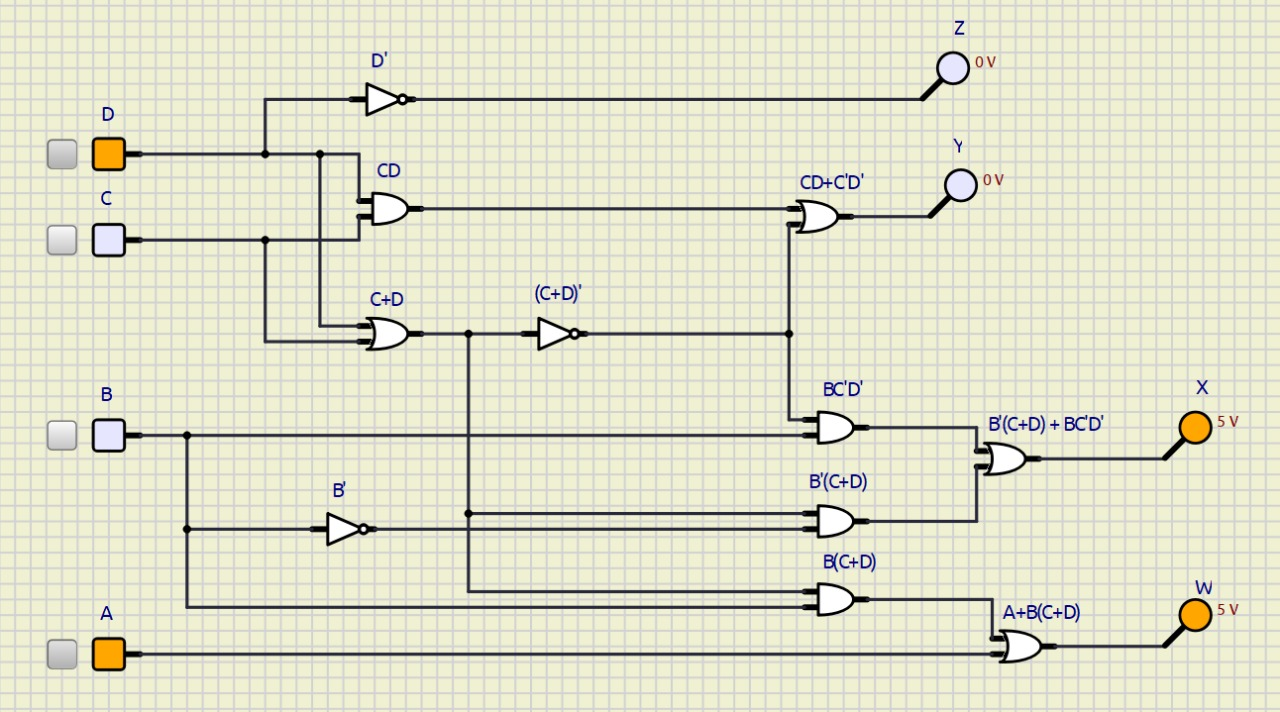 Z
0 V
D'
D
Y
0 V
CD
CD+C'D'
C
(C+D)'
C+D
B
BC'D'
X
5 V
B'(C+D) + BC'D'
B'(C+D)
B'
B(C+D)
W
5 V
A
A+B(C+D)